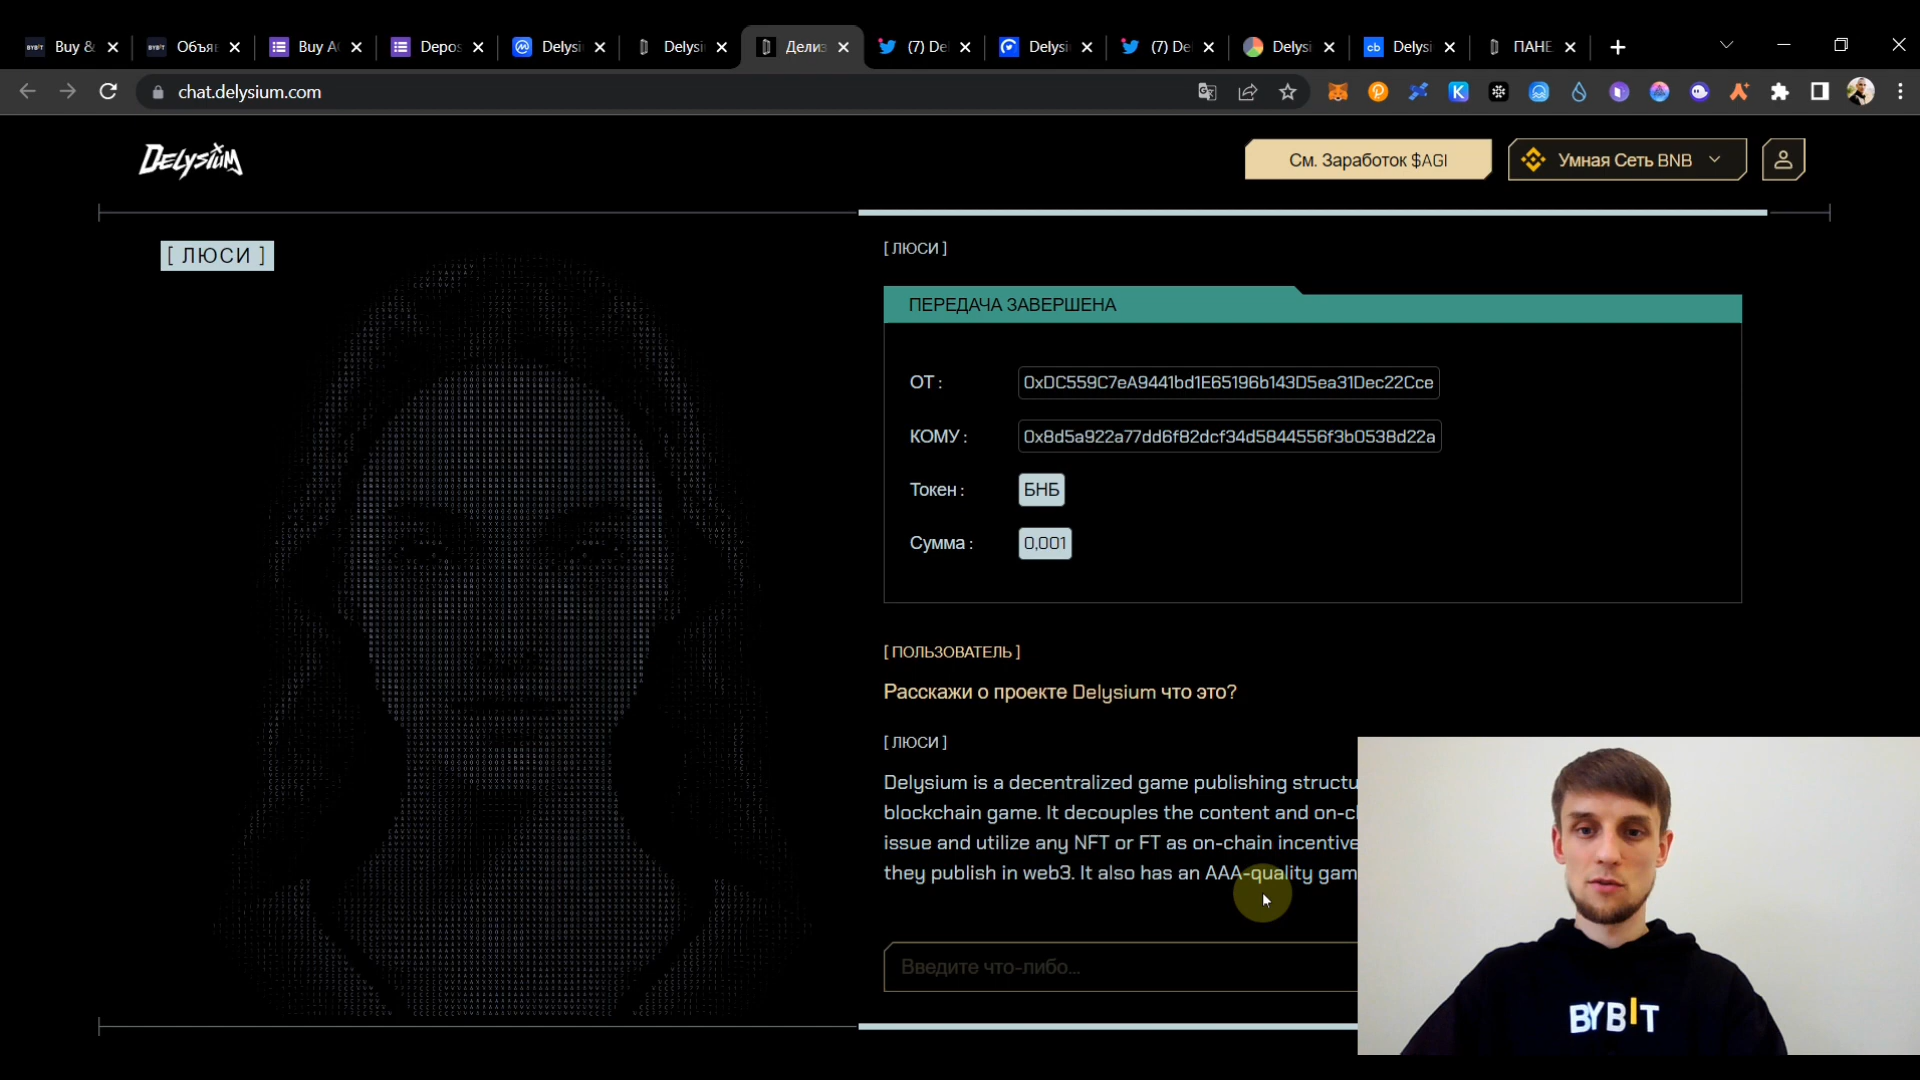 Buy &
Объяв
Buy A
Depos
Delysi
Delysi
Делиз
(7) De
Delysi
(7) De
Delysi
Delysi
ПАНЕ
chat.delysium.com
DELYSIUM
См. Заработок $AGI
Умная Сеть BNB
[ ЛЮСИ ]
[ ЛЮСИ ]
ПЕРЕДАЧА ЗАВЕРШЕНА
ОТ : 0xDC559C7eA9441bd1E65196b143D5ea31Dec22Cce
КОМУ : 0x8d5a922a77dd6f82dcf34d5844556f3b0538d22a
Токен : БНБ
Сумма : 0,001
[ ПОЛЬЗОВАТЕЛЬ ]
Расскажи о проекте Delysium что это?
[ ЛЮСИ ]
Delysium is a decentralized game publishing structu
blockchain game. It decouples the content and on-cl
issue and utilize any NFT or FT as on-chain incentive
they publish in web3. It also has an AAA-quality gam
Введите что-либо...
BYBIT